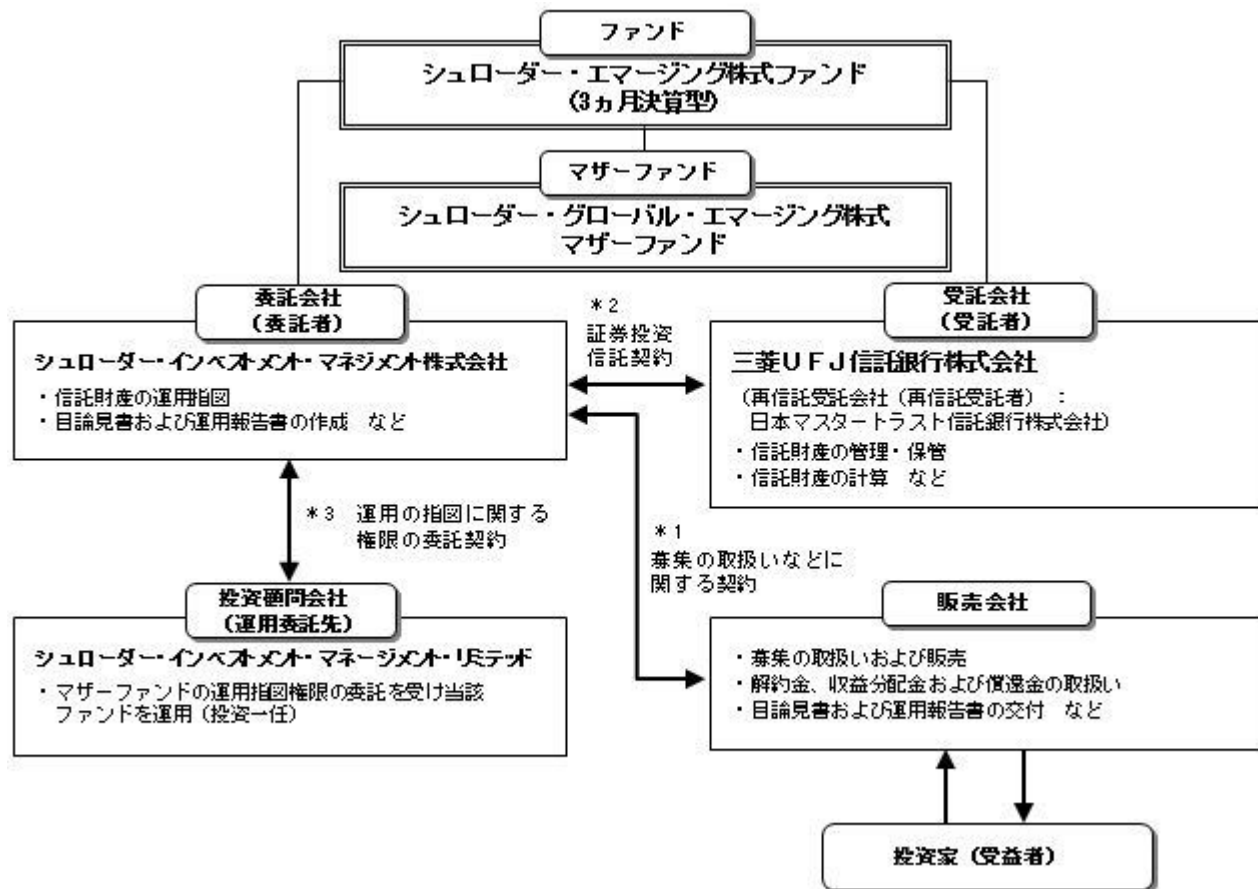 ファンド
シュローダー・エマージング株式ファンド
(3ヵ月決算型)
マザーファンド
シュローダー・グローバル・エマージング株式
マザーファンド
委託会社
(委託者)
シュローダー・インベストメント・マネジメント株式会社
・信託財産の運用指図
・目論見書および運用報告書の作成 など
*2
証券投資
信託契約
受託会社
(受託者)
三菱UFJ信託銀行株式会社
(再信託受託会社(再信託受託者) :
日本マスタートラスト信託銀行株式会社)
・信託財産の管理・保管
・信託財産の計算 など
*3 運用の指図に関する
権限の委託契約
*1
募集の取扱いなどに
関する契約
投資顧問会社
(運用委託先)
シュローダー・インベストメント・マネージメント・リミテッド
・マザーファンドの運用指図権限の委託を受け当該
ファンドを運用(投資一任)
販売会社
・募集の取扱いおよび販売
・解約金、収益分配金および償還金の取扱い
・目論見書および運用報告書の交付 など
投資家(受益者)